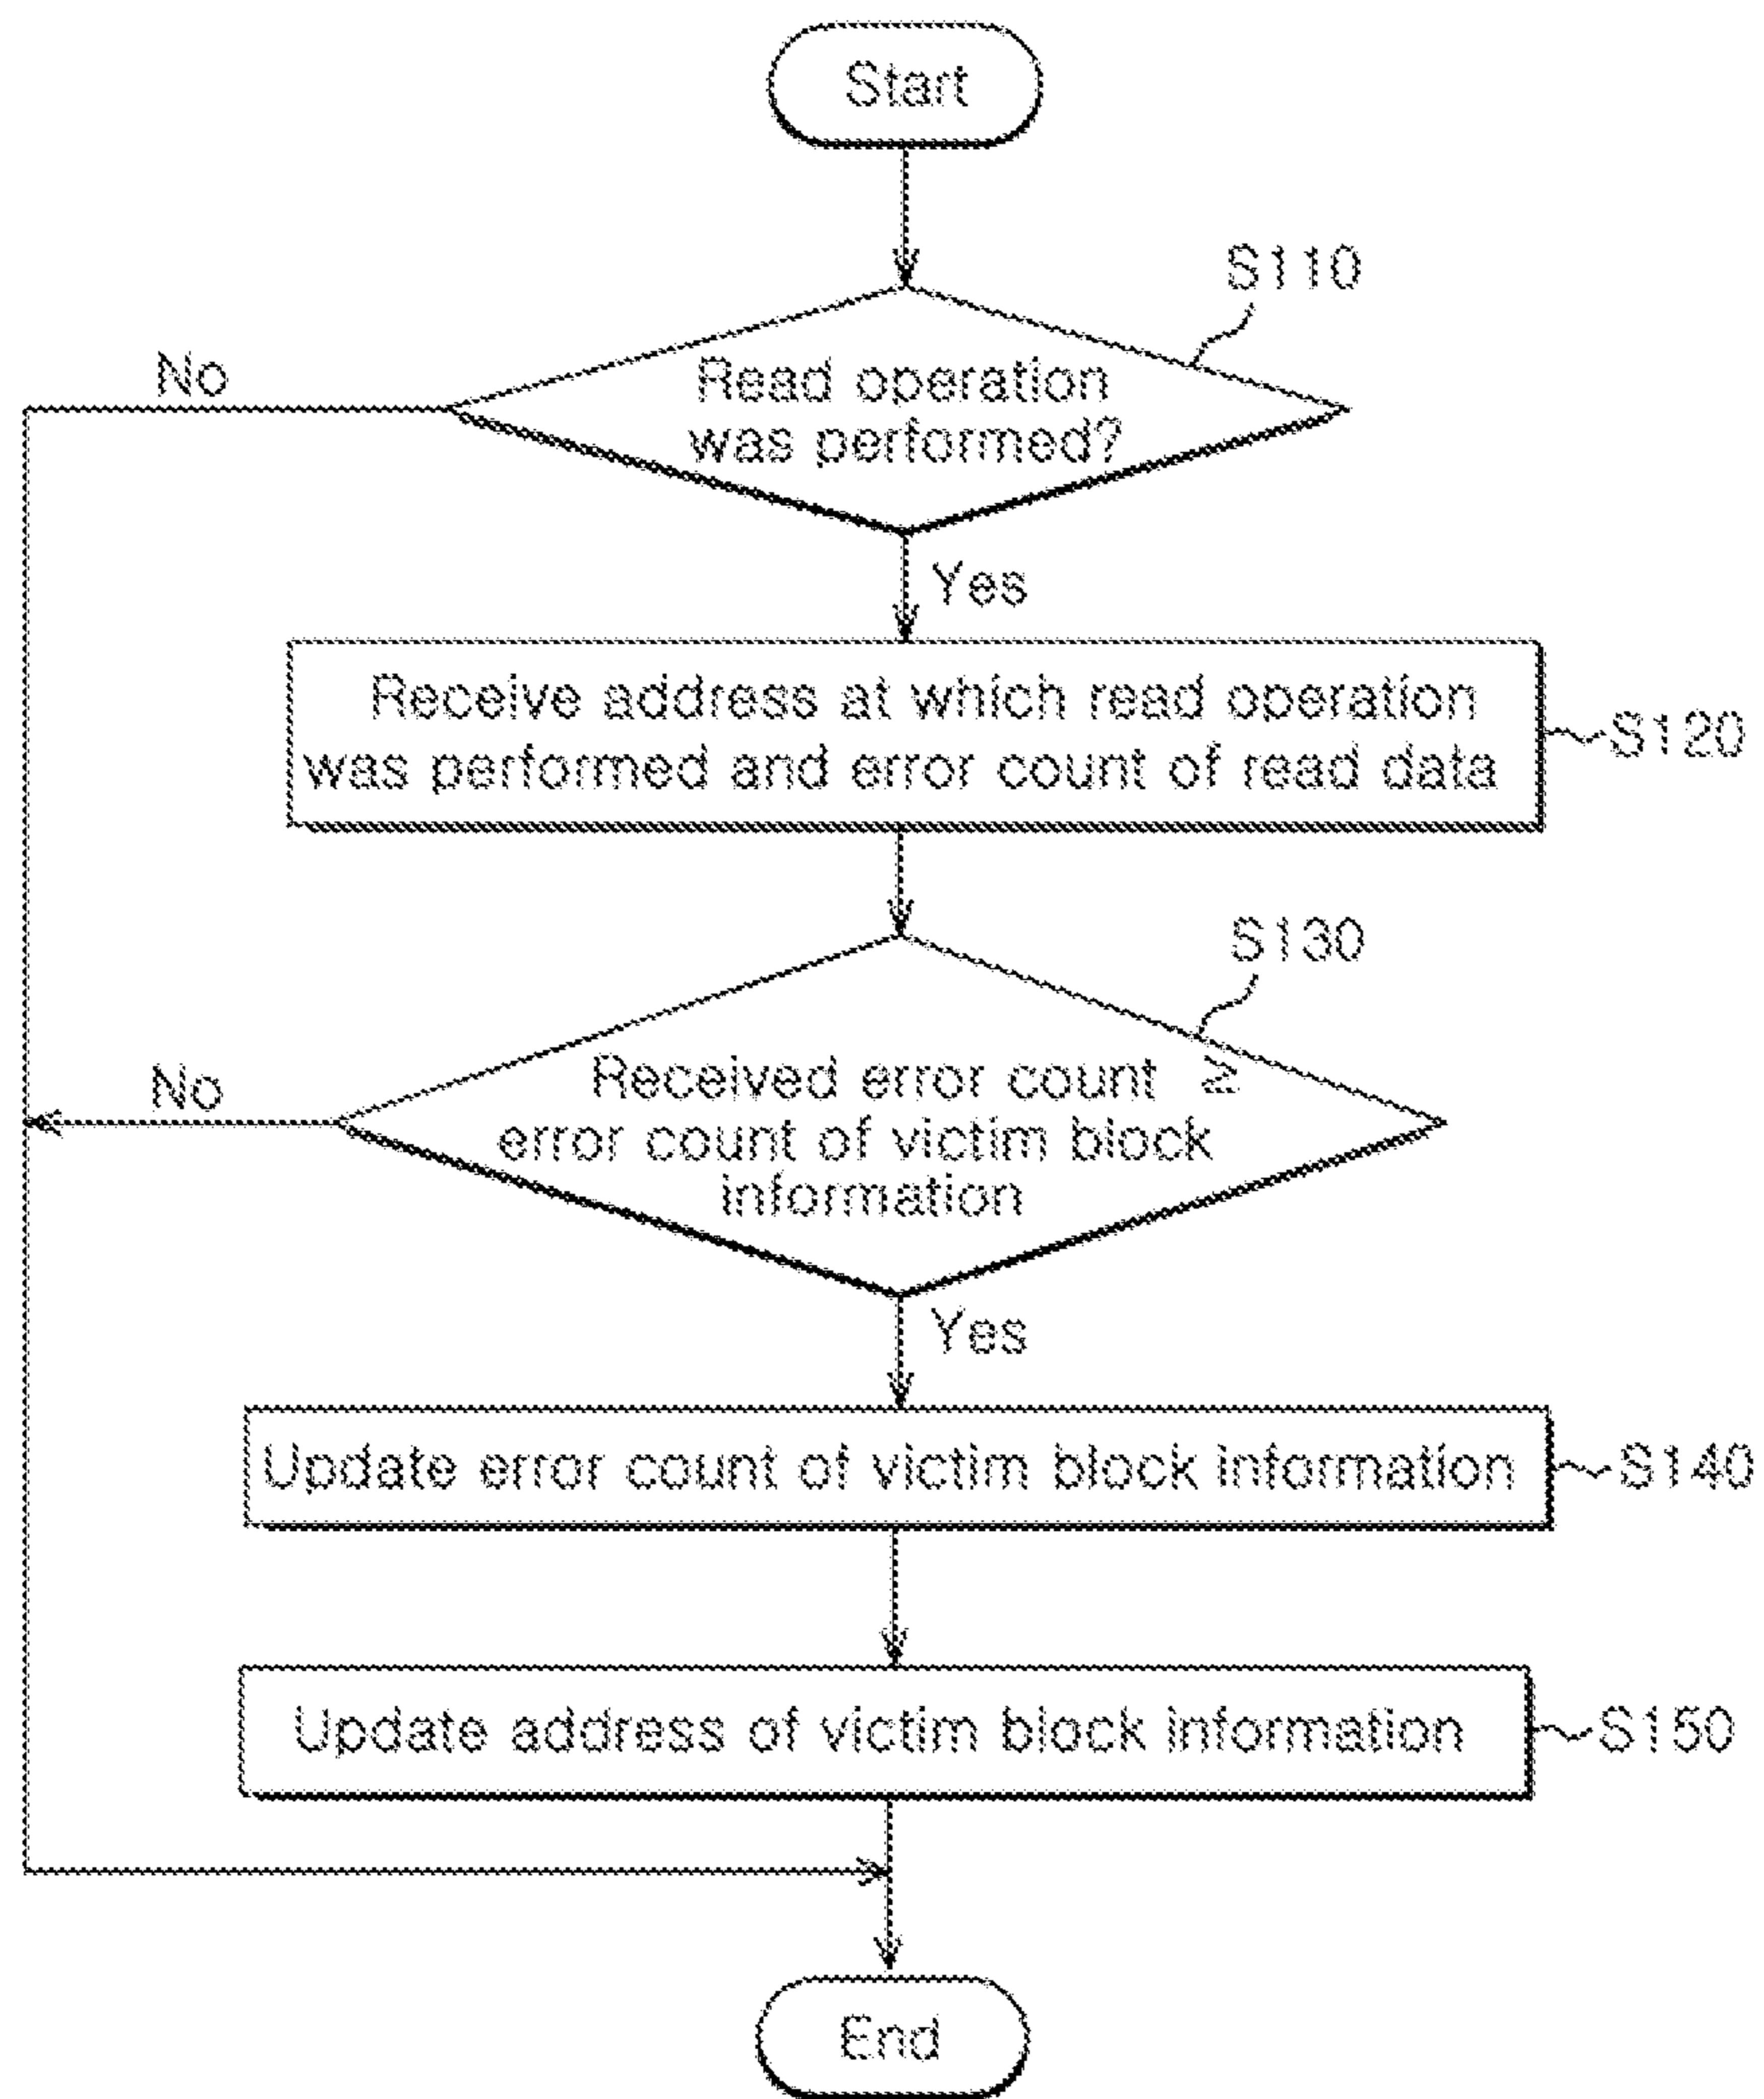 Start
S110
No
Read operation
was performed?
Yes
Receive address at which read operation
was performed and error count of read data
S120
S130
Received error count ≥
error count of victim block
information
No
Yes
Update error count of victim block information
S140
Update address of victim block information
S150
End